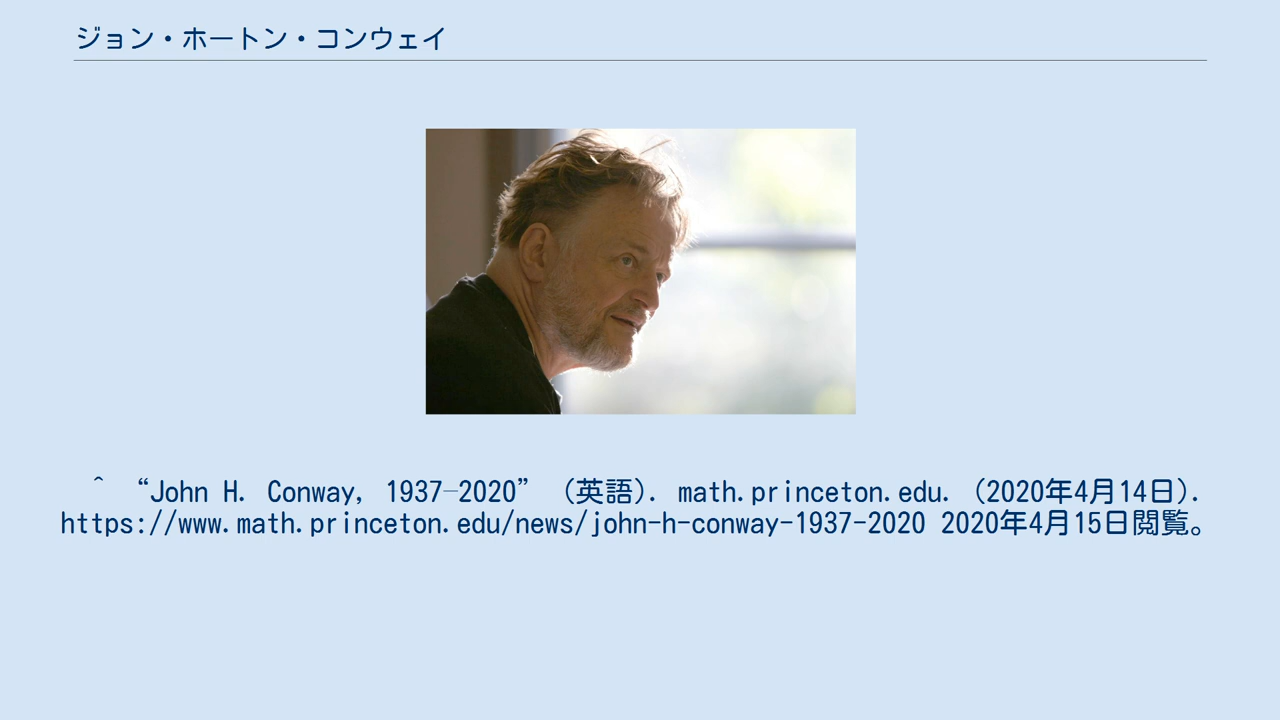 ジョン・ホートン・コンウェイ
^ “John H. Conway, 1937–2020” (英語). math.princeton.edu. (2020年4月14日).
https://www.math.princeton.edu/news/john-h-conway-1937-2020 2020年4月15日閲覧。